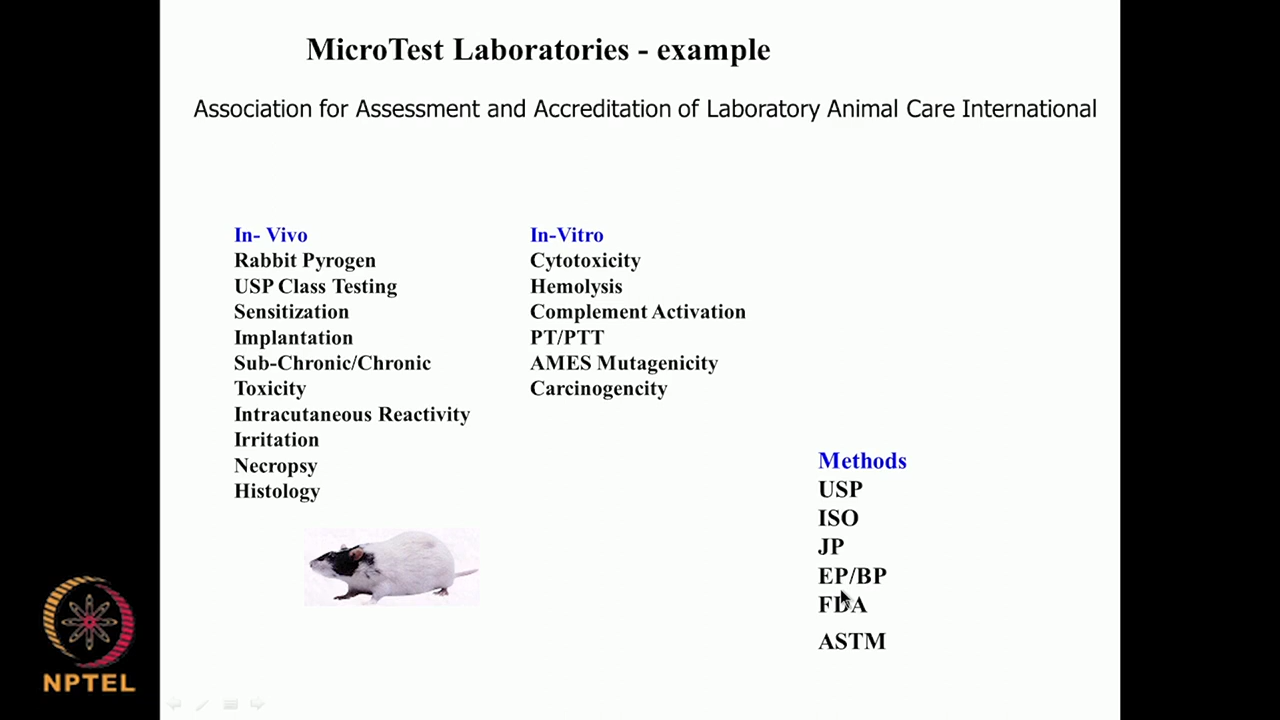 MicroTest Laboratories - example
Association for Assessment and Accreditation of Laboratory Animal Care International
In- Vivo
Rabbit Pyrogen
USP Class Testing
Sensitization
Implantation
Sub-Chronic/Chronic
Toxicity
Intracutaneous Reactivity
Irritation
Necropsy
Histology
In-Vitro
Cytotoxicity
Hemolysis
Complement Activation
PT/PTT
AMES Mutagenicity
Carcinogencity
Methods
USP
ISO
JP
EP/BP
FDA
ASTM
NPTEL